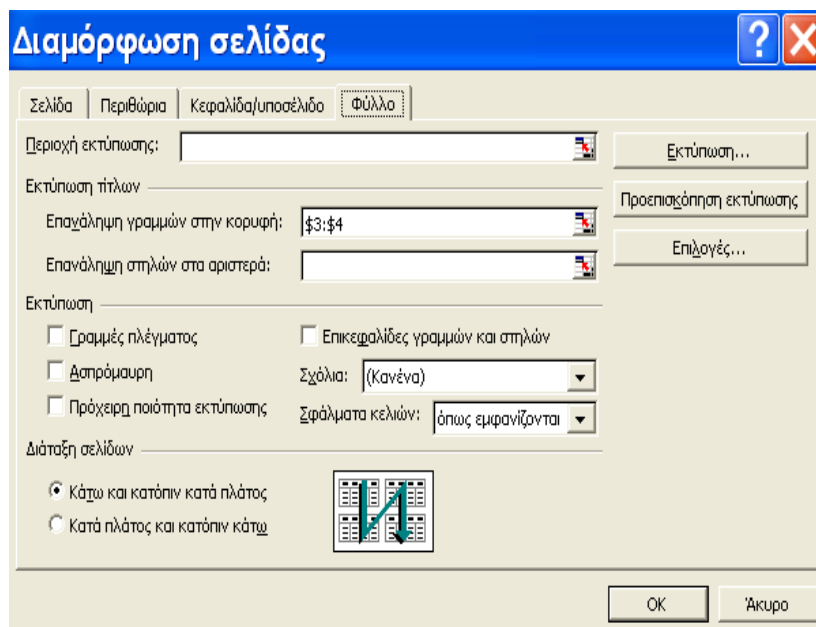 Διαμόρφωση σελίδας
Σελίδα Περιθώρια Κεφαλίδα/υποσέλιδο Φύλλο
Περιοχή εκτύπωσης:
Εκτύπωση...
Εκτύπωση τίτλων
Προεπισκόπηση εκτύπωσης
Επανάληψη γραμμών στην κορυφή: $3:$4
Επιλογές...
Επανάληψη στηλών στα αριστερά:
Εκτύπωση
Γραμμές πλέγματος
Επικεφαλίδες γραμμών και στηλών
Ασπρόμαυρη
Σχόλια: (Κανένα)
Πρόχειρη ποιότητα εκτύπωσης
Σφάλματα κελιών: όπως εμφανίζονται
Διάταξη σελίδων
Κάτω και κατόπιν κατά πλάτος
Κατά πλάτος και κατόπιν κάτω
OK Άκυρο